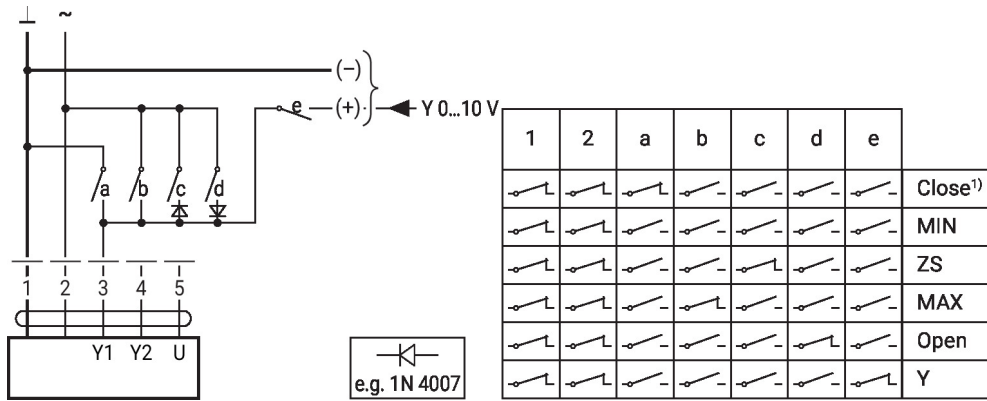 ⊥ ~
(–)
e (+) Y 0...10 V
a b c d
1 2 3 4 5
Y1 Y2 U
e.g. 1N 4007
1 2 a b c d e
Close¹⁾
MIN
ZS
MAX
Open
Y